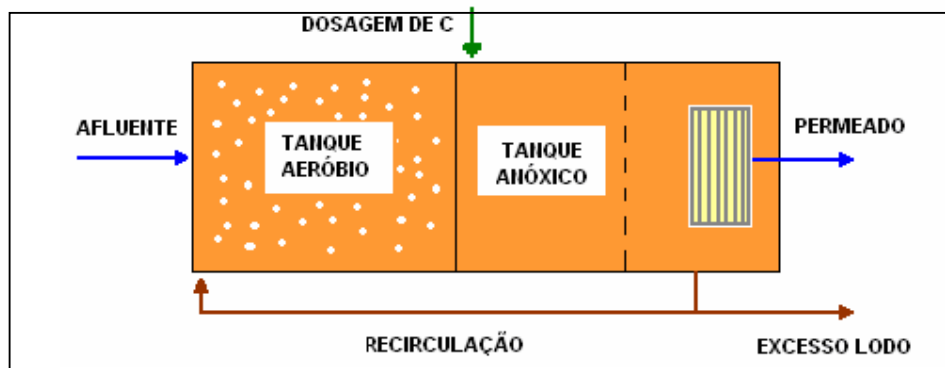 DOSAGEM DE C
AFLUENTE
TANQUE
AERÓBIO
TANQUE
ANÓXICO
PERMEADO
RECIRCULAÇÃO
EXCESSO LODO